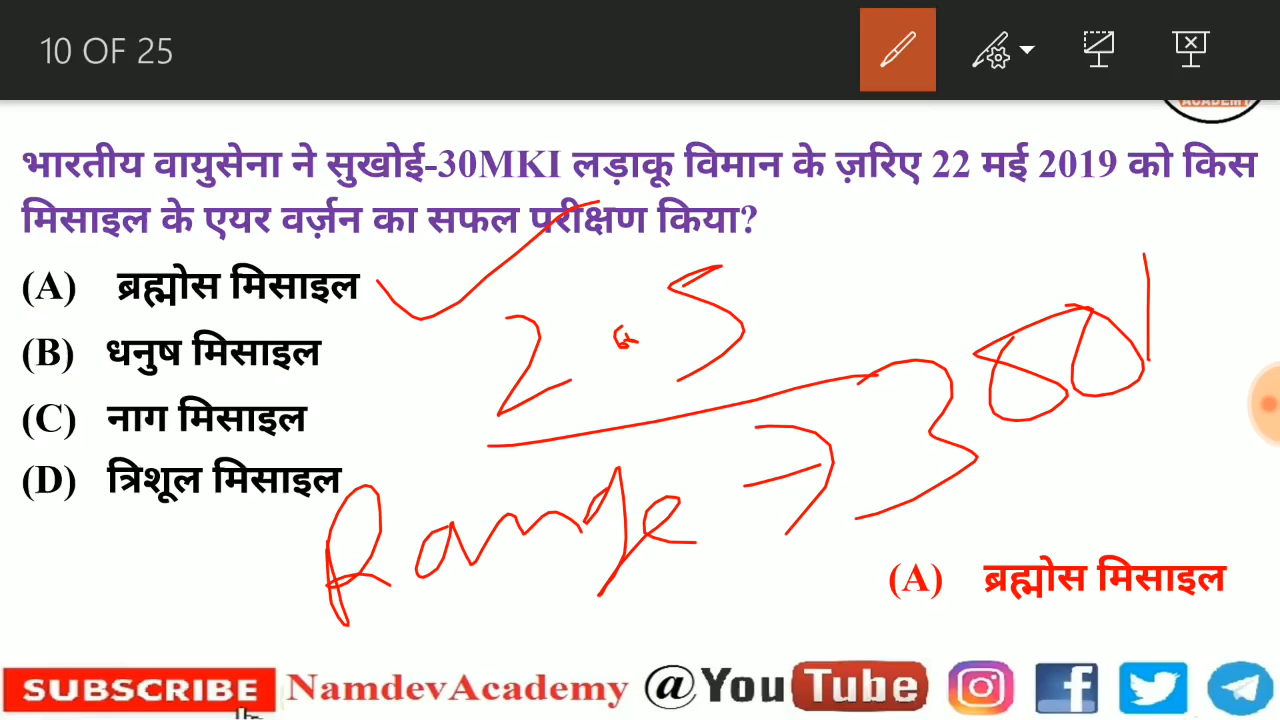 10 OF 25
ACADEMY
भारतीय वायुसेना ने सुखोई-30MKI लड़ाकू विमान के ज़रिए 22 मई 2019 को किस
मिसाइल के एयर वर्ज़न का सफल परीक्षण किया?
(A) ब्रह्मोस मिसाइल
2.5
(B) धनुष मिसाइल
(C) नाग मिसाइल
(D) त्रिशूल मिसाइल
Range → 300
(A) ब्रह्मोस मिसाइल
SUBSCRIBE NamdevAcademy @YouTube